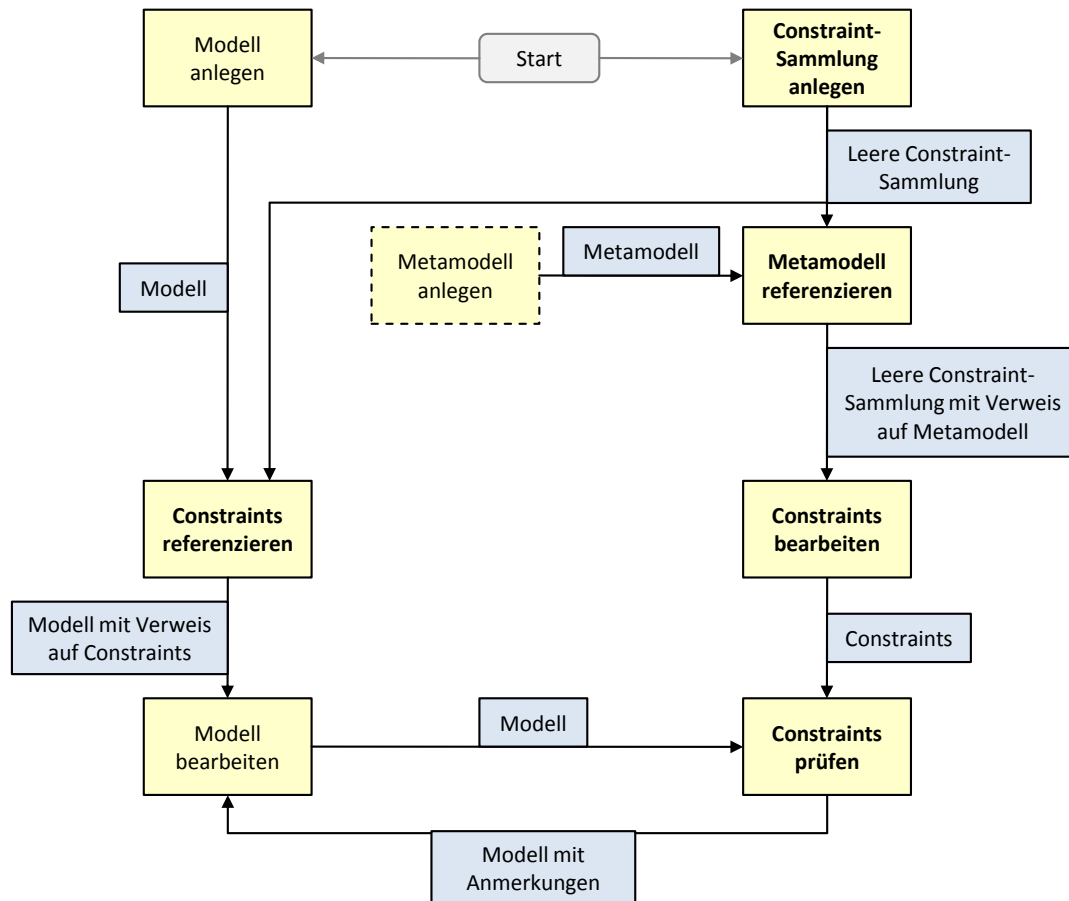 Modell
anlegen
Start
Constraint-
Sammlung
anlegen
Leere Constraint-
Sammlung
Metamodell
anlegen
Metamodell
Metamodell
referenzieren
Modell
Leere Constraint-
Sammlung mit Verweis
auf Metamodell
Constraints
referenzieren
Constraints
bearbeiten
Modell mit Verweis
auf Constraints
Constraints
Modell
bearbeiten
Modell
Constraints
prüfen
Modell mit
Anmerkungen